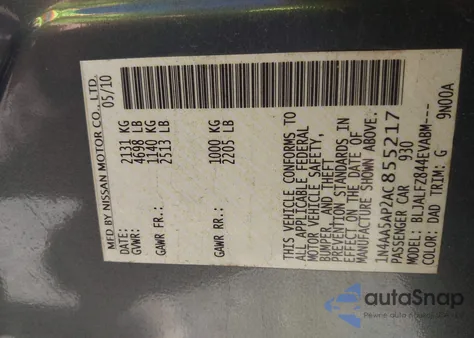 MFD BY NISSAN MOTOR CO., LTD.
05/10
DATE: 2131 KG
GVWR: 4698 LB
GAWR FR.: 1140 KG
2513 LB
GAWR RR.: 1000 KG
2205 LB
THIS VEHICLE CONFORMS TO
ALL APPLICABLE FEDERAL
MOTOR VEHICLE SAFETY,
BUMPER, AND THEFT
PREVENTION STANDARDS IN
EFFECT ON THE DATE OF
MANUFACTURE SHOWN ABOVE.
1N4AA5AP2AC855217
PASSENGER CAR 930
MODEL: BLJALFZ844EVABM---
COLOR: DAD TRIM: G 9N00A
autoSnap